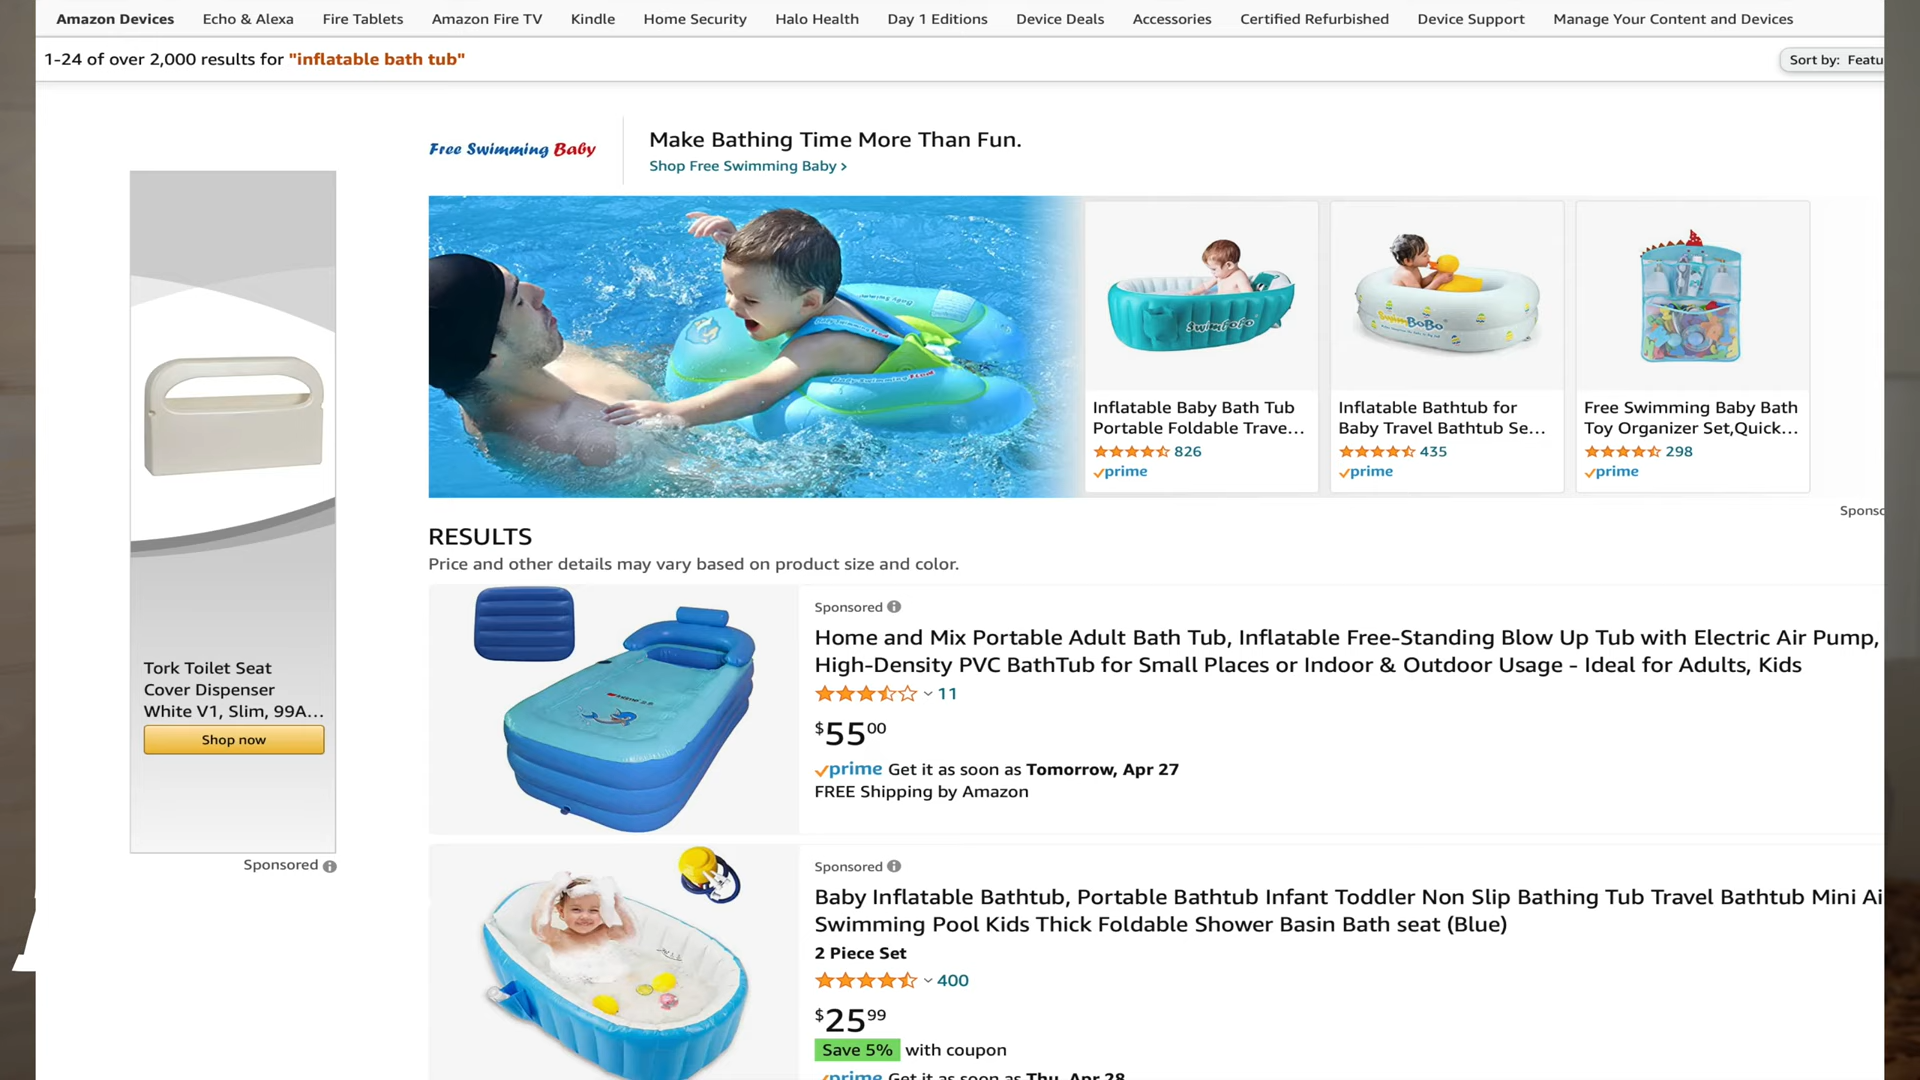 Amazon Devices Echo & Alexa Fire Tablets Amazon Fire TV Kindle Home Security Halo Health Day 1 Editions Device Deals Accessories Certified Refurbished Device Support Manage Your Content and Devices
1-24 of over 2,000 results for "inflatable bath tub"
Sort by: Featu
Free Swimming Baby
Make Bathing Time More Than Fun.
Shop Free Swimming Baby ›
SwimBoBo
SwimBoBo
Inflatable Baby Bath Tub
Portable Foldable Trave...
826
prime
Inflatable Bathtub for
Baby Travel Bathtub Se...
435
prime
Free Swimming Baby Bath
Toy Organizer Set,Quick...
298
prime
Sponso
Tork Toilet Seat
Cover Dispenser
White V1, Slim, 99A...
Shop now
Sponsored
RESULTS
Price and other details may vary based on product size and color.
Sponsored
Home and Mix Portable Adult Bath Tub, Inflatable Free-Standing Blow Up Tub with Electric Air Pump,
High-Density PVC BathTub for Small Places or Indoor & Outdoor Usage - Ideal for Adults, Kids
11
$5500
prime Get it as soon as Tomorrow, Apr 27
FREE Shipping by Amazon
Sponsored
Baby Inflatable Bathtub, Portable Bathtub Infant Toddler Non Slip Bathing Tub Travel Bathtub Mini Ai
Swimming Pool Kids Thick Foldable Shower Basin Bath seat (Blue)
2 Piece Set
400
$2599
Save 5% with coupon
prime Get it as soon as Thu, Apr 28